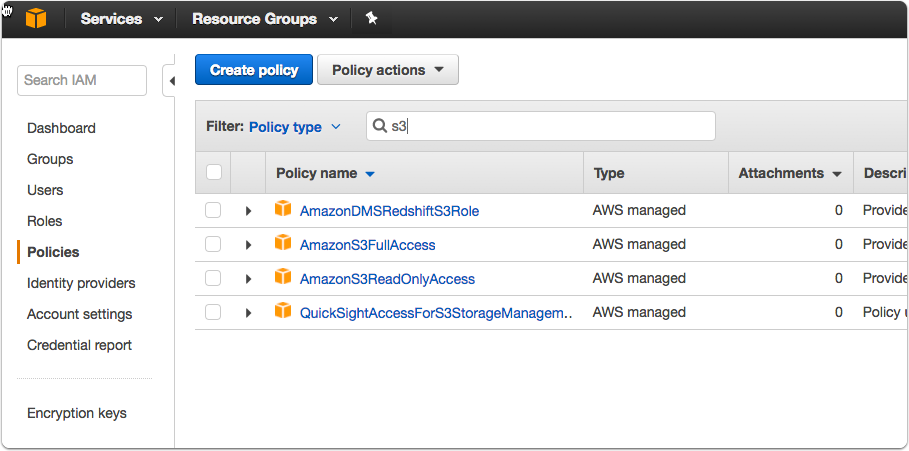 Services Resource Groups
Search IAM
Dashboard
Groups
Users
Roles
Policies
Identity providers
Account settings
Credential report
Encryption keys
Create policy Policy actions
Filter: Policy type s3
Policy name Type Attachments Descri
AmazonDMSRedshiftS3Role AWS managed 0 Provide
AmazonS3FullAccess AWS managed 0 Provide
AmazonS3ReadOnlyAccess AWS managed 0 Provide
QuickSightAccessForS3StorageManagem.. AWS managed 0 Policy u